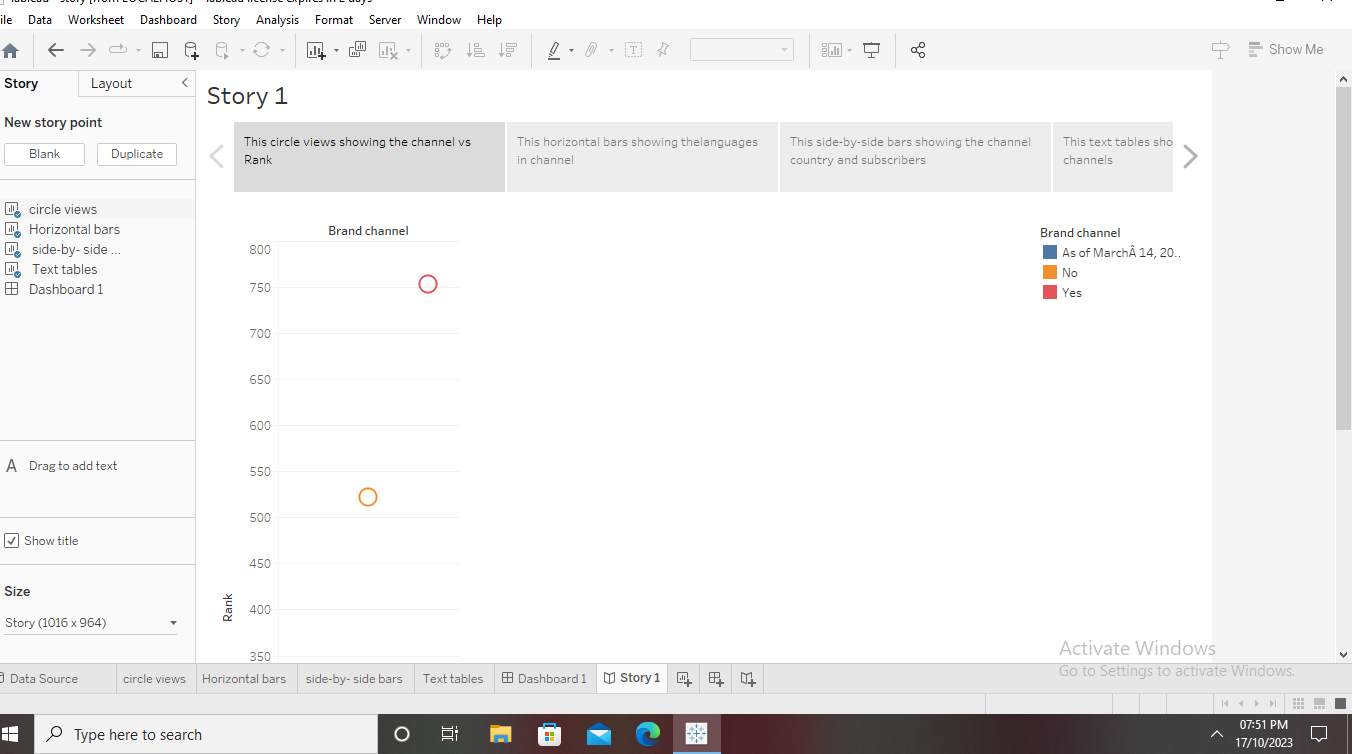 ile Data Worksheet Dashboard Story Analysis Format Server Window Help
Show Me
Story Layout
New story point
Blank Duplicate
circle views
Horizontal bars
side-by- side ...
Text tables
Dashboard 1
Drag to add text
Show title
Size
Story (1016 x 964)
Story 1
This circle views showing the channel vs
Rank
This horizontal bars showing thelanguages
in channel
This side-by-side bars showing the channel
country and subscribers
This text tables sho
channels
Brand channel
800
750
700
650
600
550
500
450
400
350
Rank
Brand channel
As of MarchÂ 14, 20..
No
Yes
Activate Windows
Go to Settings to activate Windows.
Data Source circle views Horizontal bars side-by- side bars Text tables Dashboard 1 Story 1
Type here to search
07:51 PM
17/10/2023